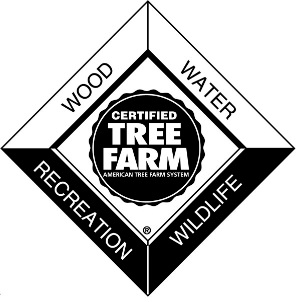 WOOD
WATER
CERTIFIED
TREE
FARM
AMERICAN TREE FARM SYSTEM
RECREATION
WILDLIFE
®